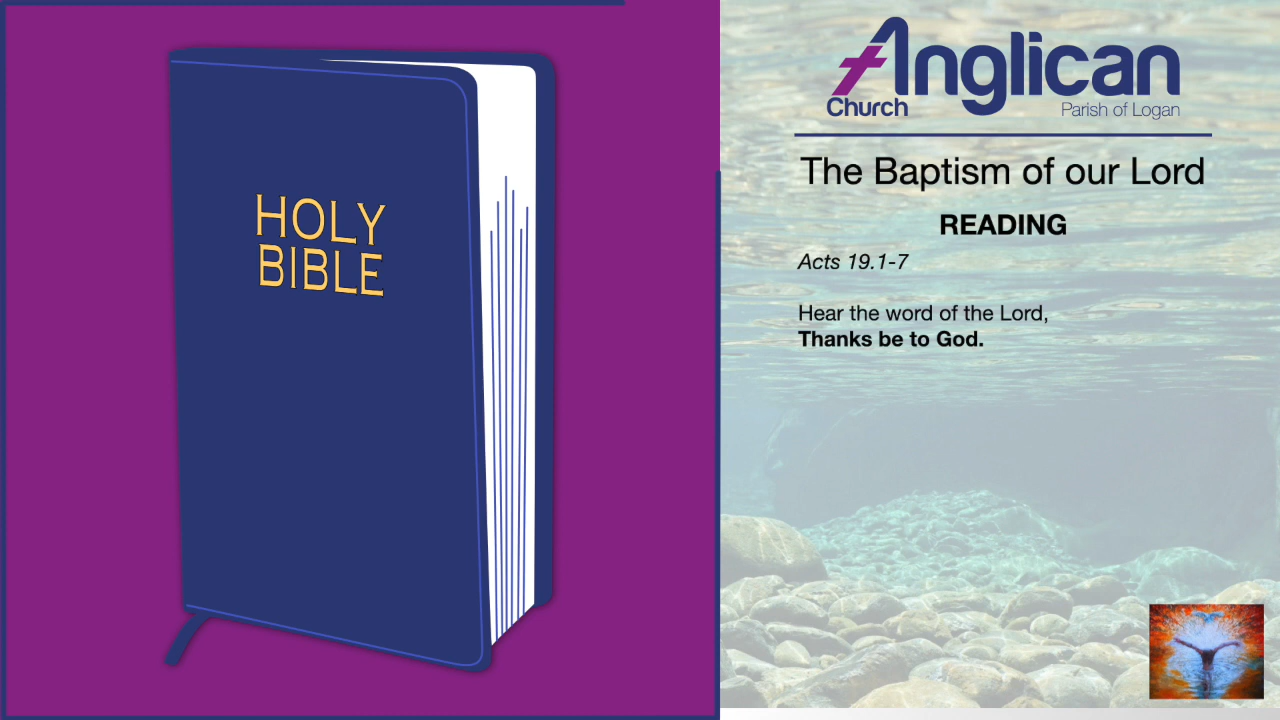 HOLY
BIBLE
Anglican
Church
Parish of Logan
The Baptism of our Lord
READING
Acts 19.1-7
Hear the word of the Lord,
Thanks be to God.